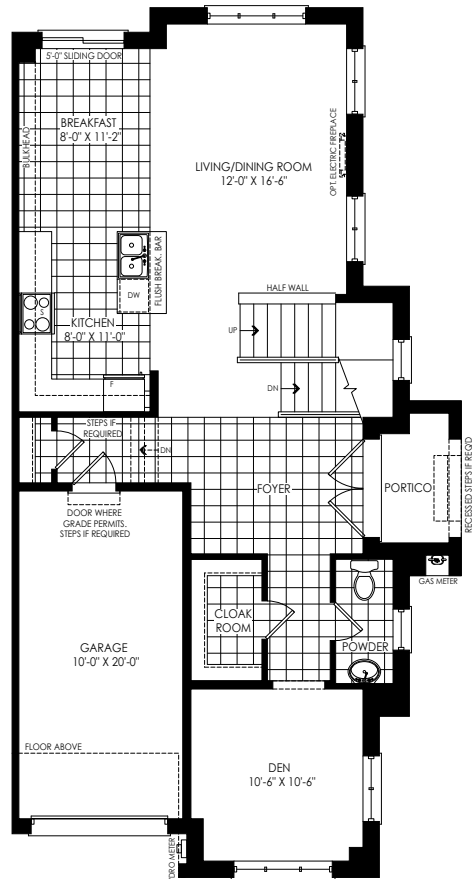 5'-0" SLIDING DOOR
BREAKFAST
8'-0" X 11'-2"
BULKHEAD
LIVING/DINING ROOM
12'-0" X 16'-6"
OPT. ELECTRIC FIREPLACE
FLUSH BREAK. BAR
DW
S
KITCHEN
8'-0" X 11'-0"
F
HALF WALL
UP
DN
STEPS IF
REQUIRED
DN
FOYER
PORTICO
RECESSED STEPS IF REQ'D
DOOR WHERE
GRADE PERMITS.
STEPS IF REQUIRED
GAS METER
CLOAK
ROOM
POWDER
GARAGE
10'-0" X 20'-0"
FLOOR ABOVE
DEN
10'-6" X 10'-6"
METER